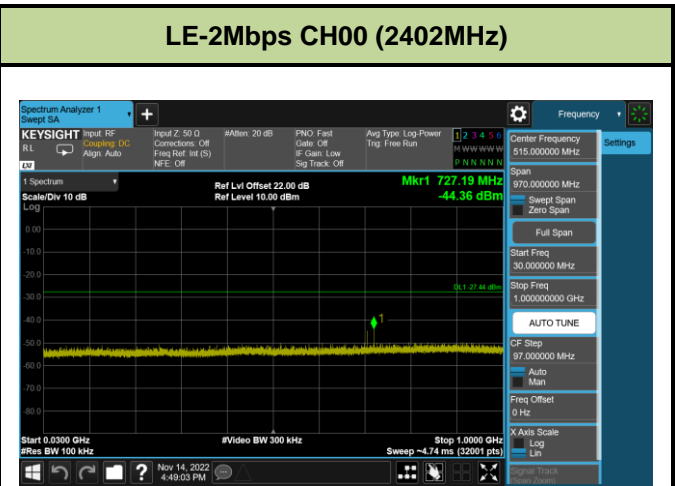 LE-2Mbps CH00 (2402MHz)
Spectrum Analyzer 1
Swept SA
Frequency
KEYSIGHT
R L
LXI
Input: RF
Coupling: DC
Align: Auto
Input Z: 50 Ω
Corrections: Off
Freq Ref: Int (S)
NFE: Off
#Atten: 20 dB
PNO: Fast
Gate: Off
IF Gain: Low
Sig Track: Off
Avg Type: Log-Power
Trig: Free Run
1 2 3 4 5 6
M W W W W W
P N N N N N
1 Spectrum
Scale/Div 10 dB
Log
Ref Lvl Offset 22.00 dB
Ref Level 10.00 dBm
Mkr1 727.19 MHz
-44.36 dBm
0.00
-10.0
-20.0
-30.0
-40.0
-50.0
-60.0
-70.0
-80.0
DL1 -27.44 dBm
1
Start 0.0300 GHz
#Res BW 100 kHz
#Video BW 300 kHz
Stop 1.0000 GHz
Sweep ~4.74 ms (32001 pts)
Center Frequency
515.000000 MHz
Settings
Span
970.000000 MHz
Swept Span
Zero Span
Full Span
Start Freq
30.000000 MHz
Stop Freq
1.000000000 GHz
AUTO TUNE
CF Step
97.000000 MHz
Auto
Man
Freq Offset
0 Hz
X Axis Scale
Log
Lin
Signal Track
(Span Zoom)
Nov 14, 2022
4:49:03 PM